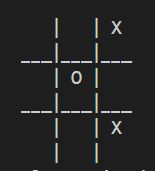 |   | X
___|___|___
   | O |
___|___|___
   |   | X
   |   |